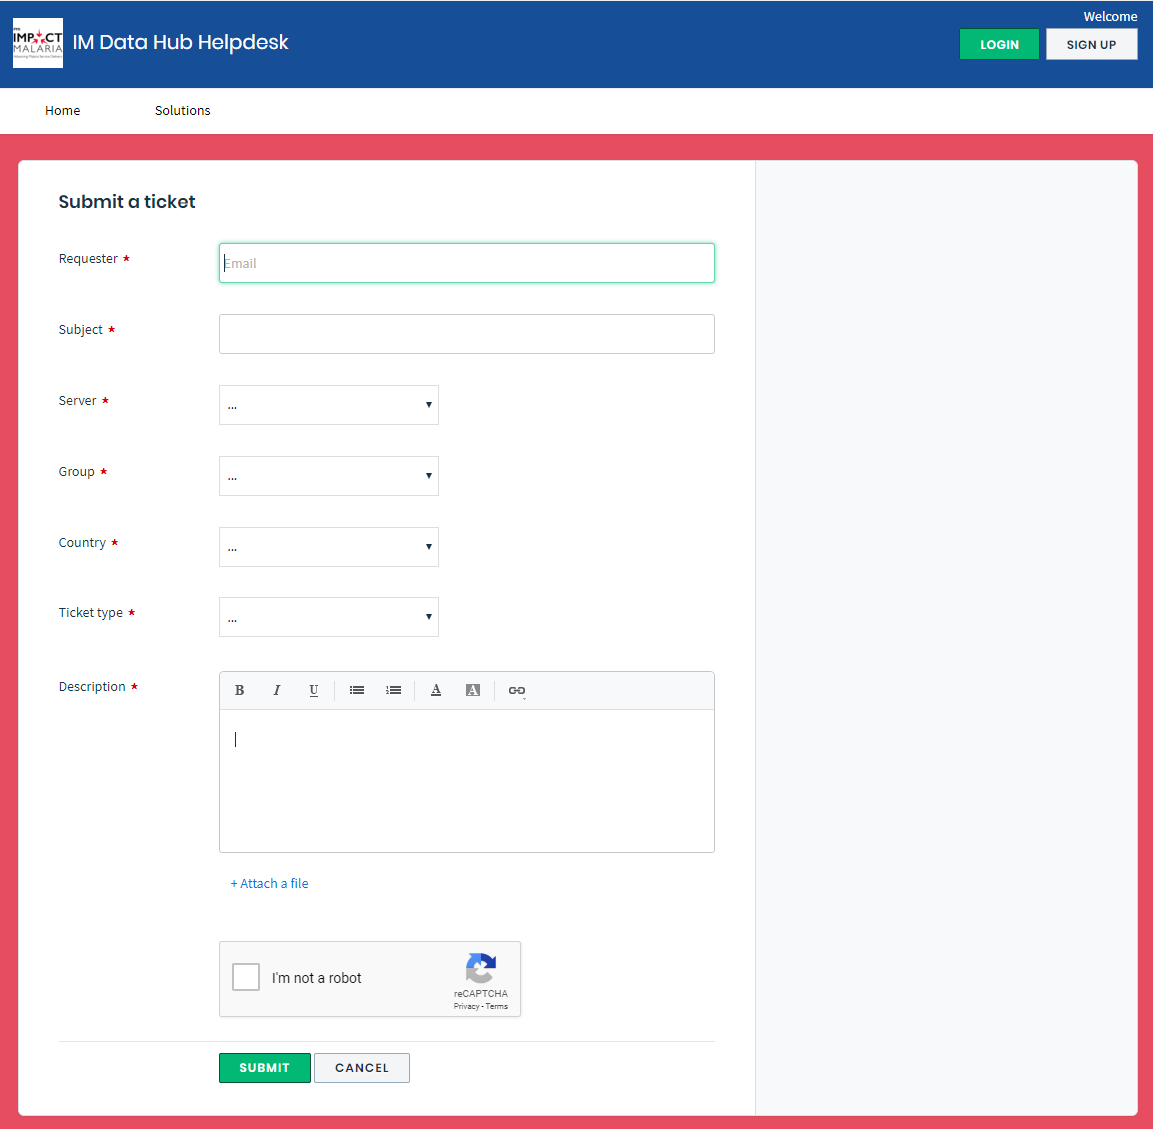 Welcome
IMPACT
MALARIA
IM Data Hub Helpdesk
LOGIN
SIGN UP
Home
Solutions
Submit a ticket
Requester *
Email
Subject *
Server *
...
Group *
...
Country *
...
Ticket type *
...
Description *
B I U A A
+ Attach a file
I'm not a robot
reCAPTCHA
Privacy - Terms
SUBMIT
CANCEL